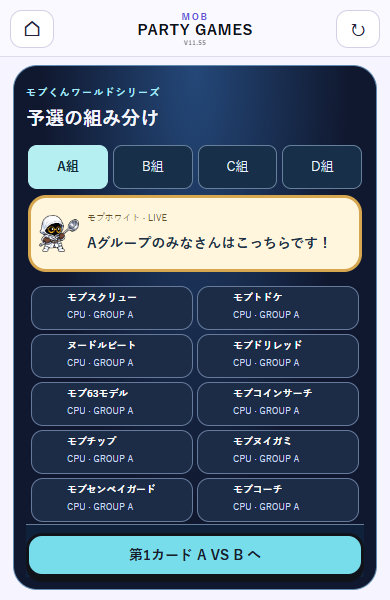 MOB
PARTY GAMES
V11.55
モブくんワールドシリーズ
予選の組み分け
A組
B組
C組
D組
モブホワイト · LIVE
Aグループのみなさんはこっちらです！
モブスクリュー
CPU · GROUP A
モブトドケ
CPU · GROUP A
ヌードルビート
CPU · GROUP A
モブドリレッド
CPU · GROUP A
モブ63モデル
CPU · GROUP A
モブコインサーチ
CPU · GROUP A
モブチップ
CPU · GROUP A
モブヌイガミ
CPU · GROUP A
モブセンベイガード
CPU · GROUP A
モブコーチ
CPU · GROUP A
第1カード A VS B へ